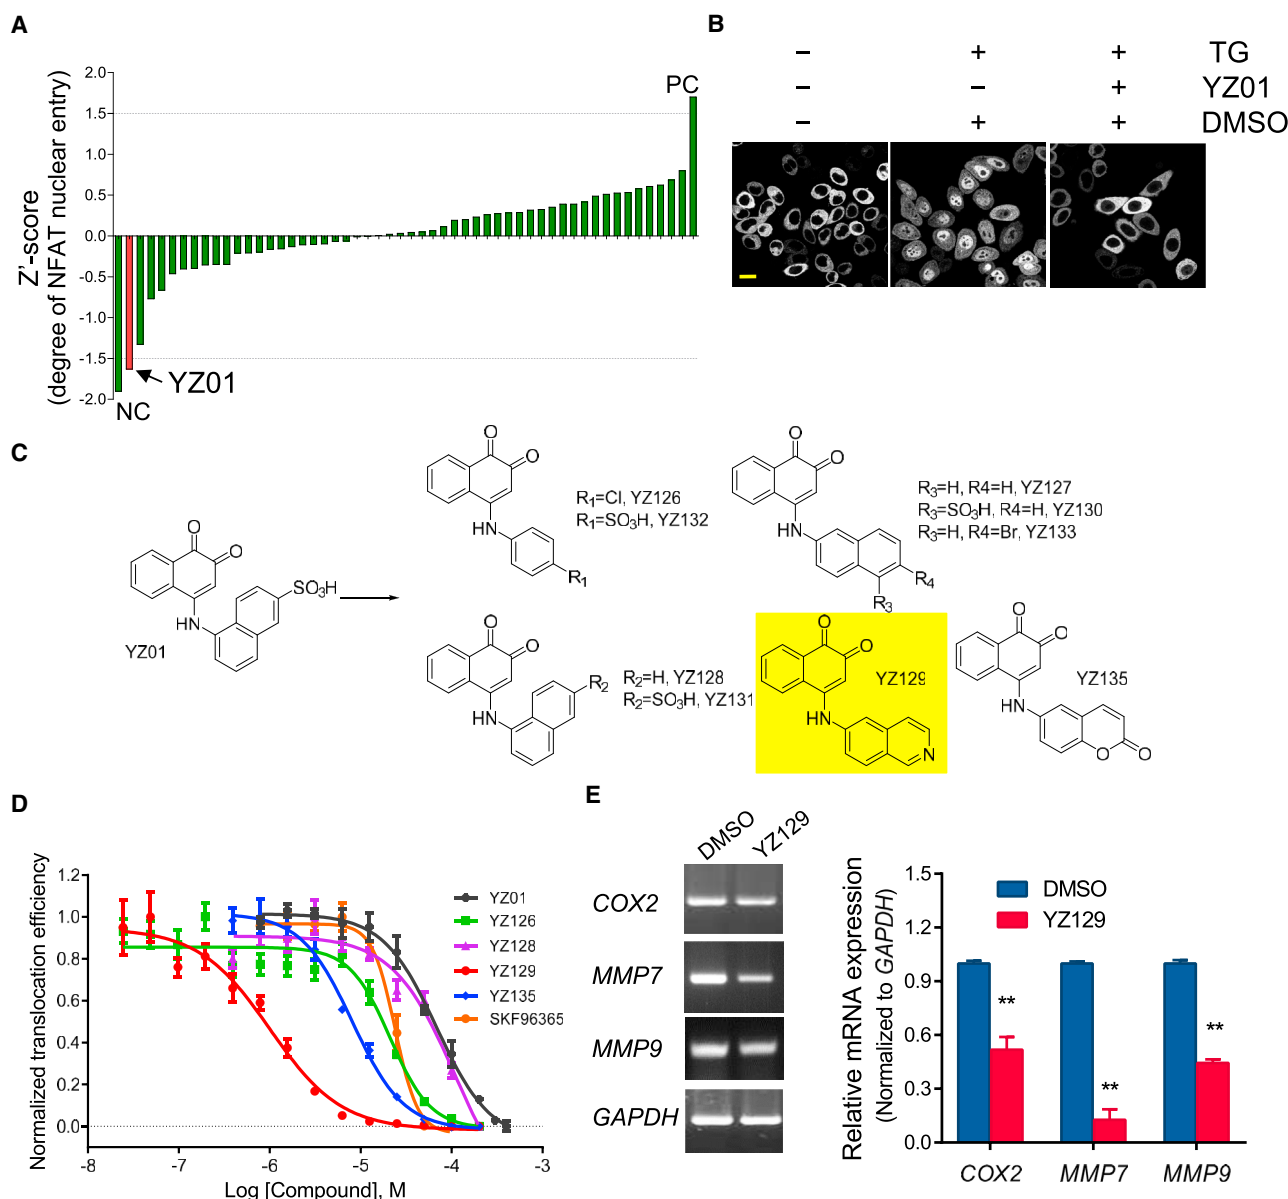 A
2.0
1.5
1.0
0.5
0.0
-0.5
-1.0
-1.5
-2.0
Z'-score
(degree of NFAT nuclear entry)
PC
YZ01
NC
B
− + + TG
− − + YZ01
− + + DMSO
C
O
O
HN
SO3H
YZ01
O
O
HN
R1
R1=Cl, YZ126
R1=SO3H, YZ132
O
O
HN
R4
R3
R3=H, R4=H, YZ127
R3=SO3H, R4=H, YZ130
R3=H, R4=Br, YZ133
O
O
HN
R2
R2=H, YZ128
R2=SO3H, YZ131
O
O
HN
N
YZ129
O
O
HN
O
O
YZ135
D
Normalized translocation efficiency
1.2
1.0
0.8
0.6
0.4
0.2
0.0
-8 -7 -6 -5 -4 -3
Log [Compound], M
YZ01
YZ126
YZ128
YZ129
YZ135
SKF96365
E
DMSO YZ129
COX2
MMP7
MMP9
GAPDH
Relative mRNA expression
(Normalized to GAPDH)
1.5
1.2
0.9
0.6
0.3
0.0
DMSO
YZ129
**
**
**
COX2 MMP7 MMP9